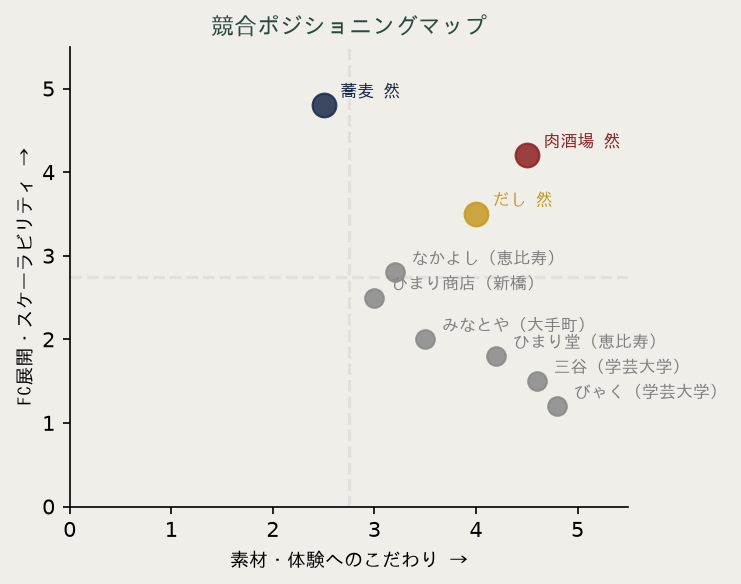 競合ポジショニングマップ
FC展開・スケーラビリティ →
5
4
3
2
1
0
蕎麦 然
肉酒場 然
だし 然
なかよし（恵比寿）
ひまり商店（新橋）
みなとや（大手町）
ひまり堂（恵比寿）
三谷（学芸大学）
びゃく（学芸大学）
0 1 2 3 4 5
素材・体験へのこだわり →